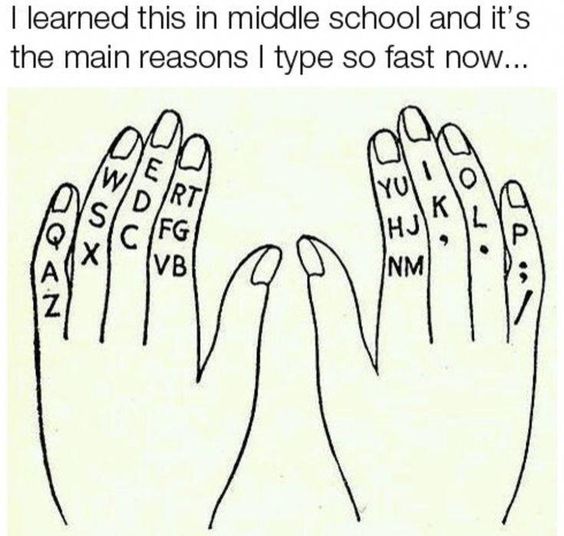 I learned this in middle school and it's
the main reasons I type so fast now...
Q
A
Z
W
S
X
E
D
C
RT
FG
VB
YU
HJ
NM
I
K
,
O
L
.
P
;
/